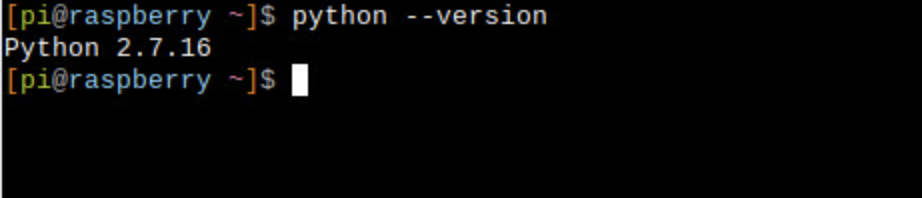 [pi@raspberry ~]$ python --version
Python 2.7.16
[pi@raspberry ~]$